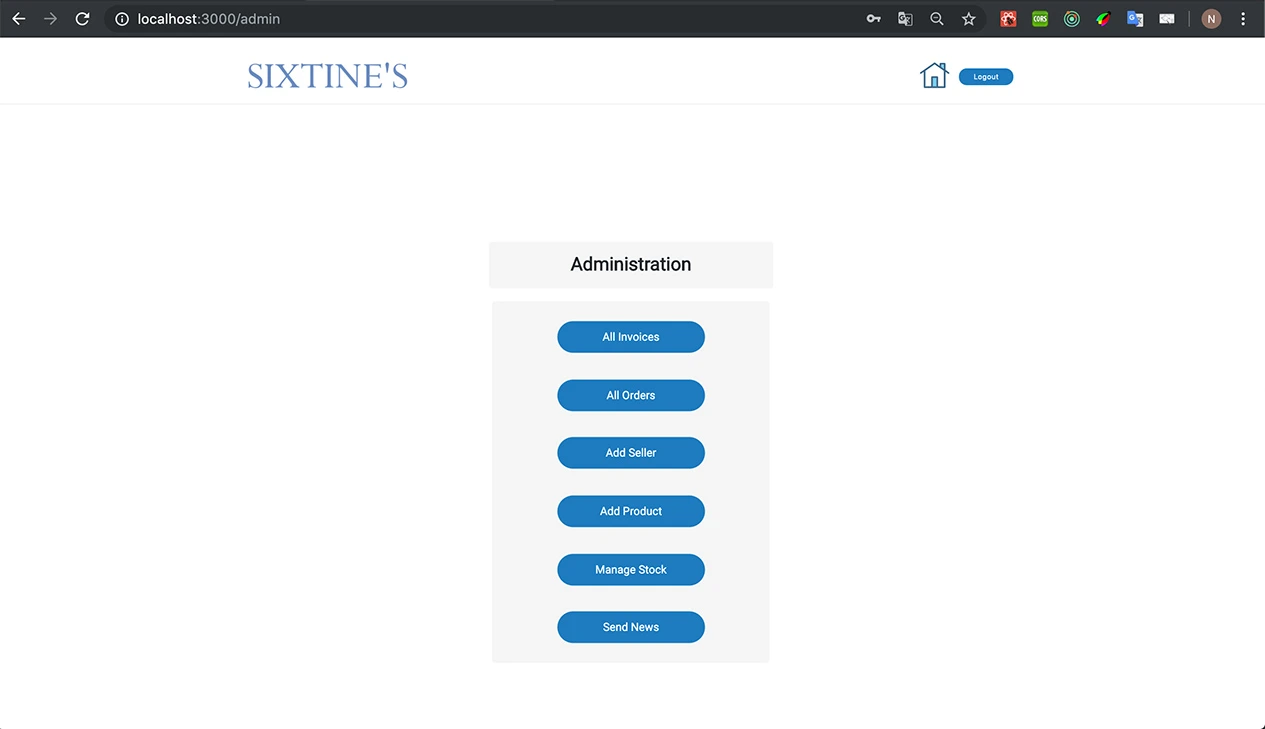 localhost:3000/admin
CORS
N
SIXTINE'S
Logout
Administration
All Invoices
All Orders
Add Seller
Add Product
Manage Stock
Send News